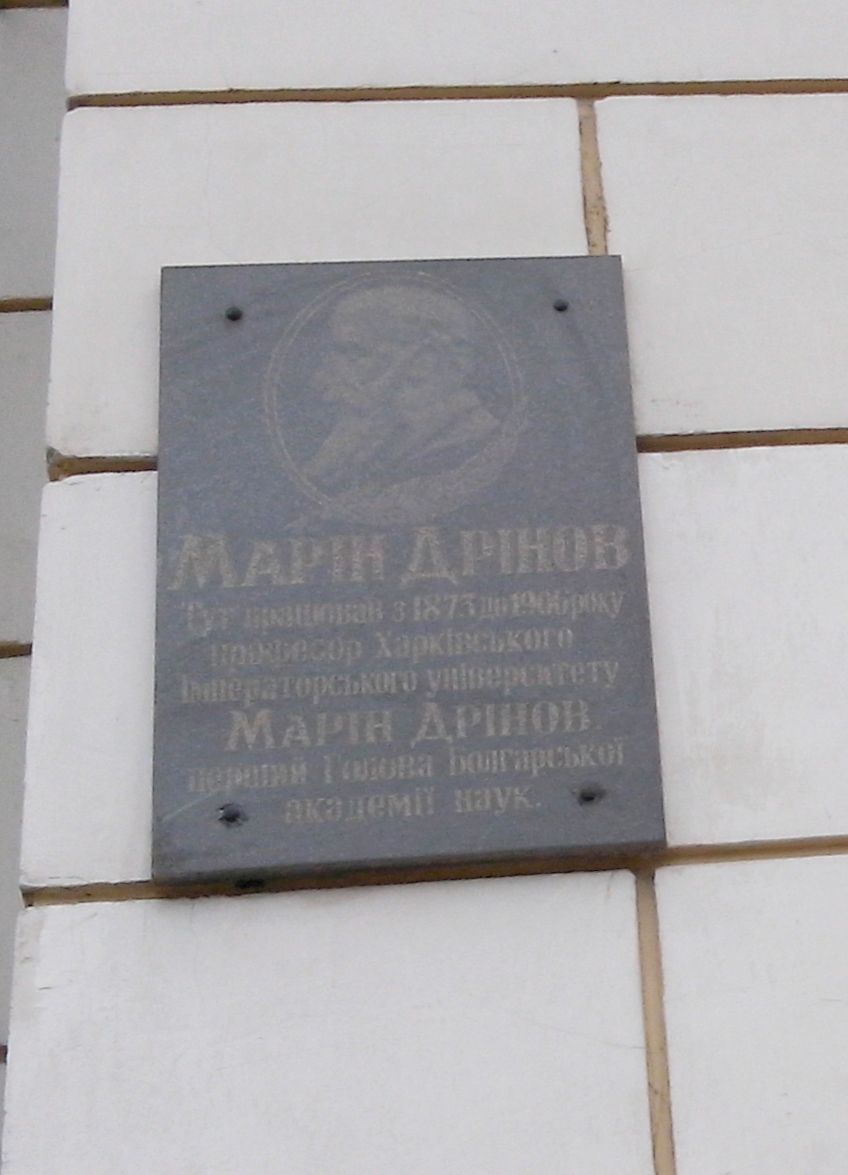 МАРІН ДРІНОВ
Тут працював з 1873 до 1906 року
професор Харківського
Імператорського університету
МАРІН ДРІНОВ.
перший Голова Болгарської
академії наук.